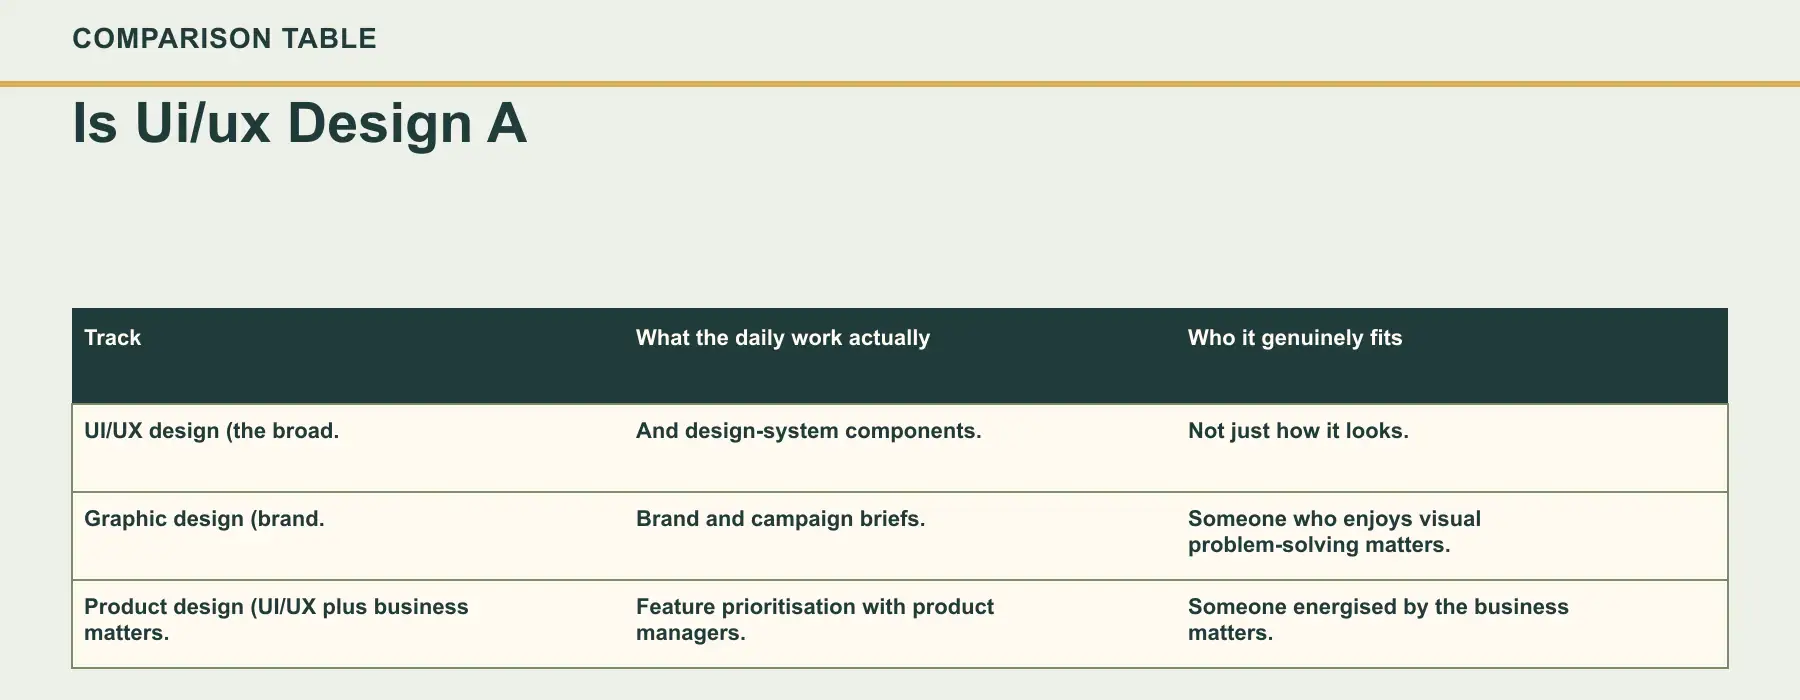 COMPARISON TABLE
Is Ui/ux Design A
Track
What the daily work actually
Who it genuinely fits
UI/UX design (the broad.
And design-system components.
Not just how it looks.
Graphic design (brand.
Brand and campaign briefs.
Someone who enjoys visual
problem-solving matters.
Product design (UI/UX plus business
matters.
Feature prioritisation with product
managers.
Someone energised by the business
matters.